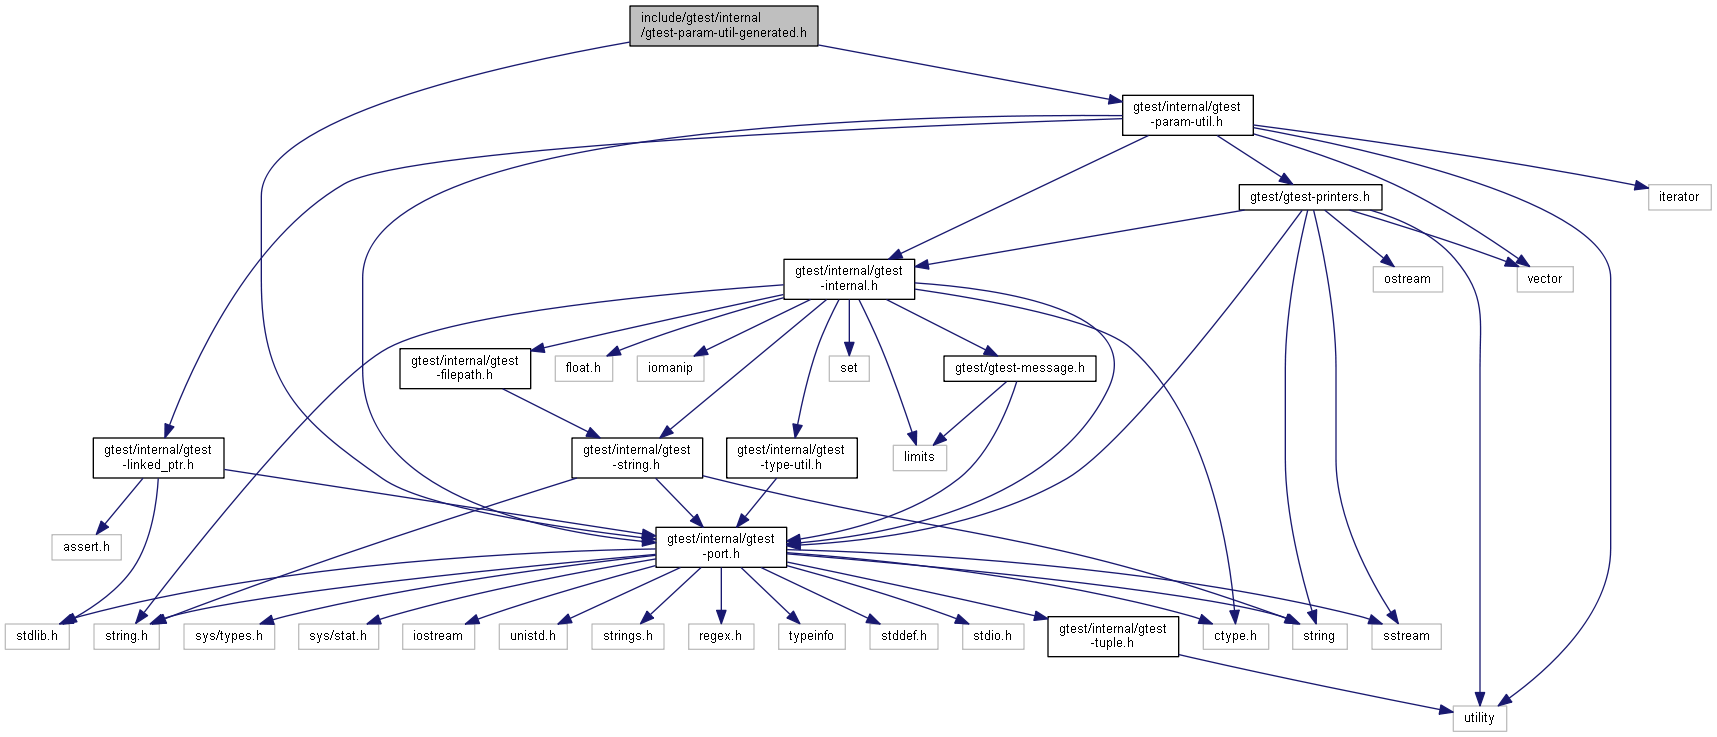 include/gtest/internal
/gtest-param-util-generated.h
gtest/internal/gtest
-param-util.h
gtest/gtest-printers.h
iterator
gtest/internal/gtest
-internal.h
ostream
vector
gtest/internal/gtest
-filepath.h
float.h
iomanip
set
gtest/gtest-message.h
gtest/internal/gtest
-linked_ptr.h
gtest/internal/gtest
-string.h
gtest/internal/gtest
-type-util.h
limits
assert.h
gtest/internal/gtest
-port.h
stdlib.h
string.h
sys/types.h
sys/stat.h
iostream
unistd.h
strings.h
regex.h
typeinfo
stddef.h
stdio.h
gtest/internal/gtest
-tuple.h
ctype.h
string
sstream
utility